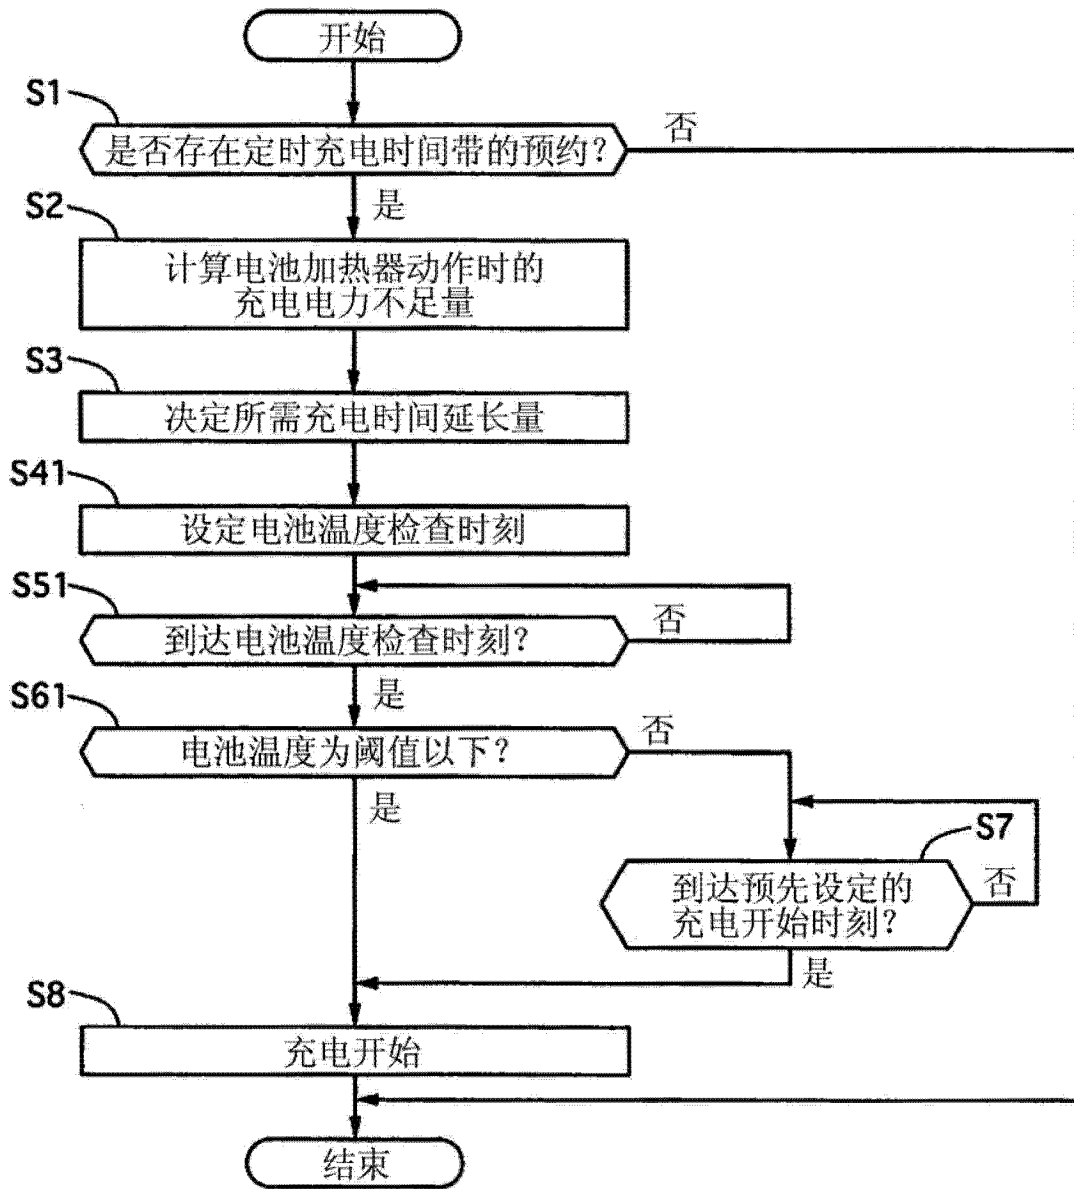 开始
S1
是否存在定时充电时间带的预约？
否
是
S2
计算电池加热器动作时的
充电电力不足量
S3
决定所需充电时间延长量
S41
设定电池温度检查时刻
S51
到达电池温度检查时刻？
否
是
S61
电池温度为阈值以下？
否
是
S7
到达预先设定的
充电开始时刻？
否
是
S8
充电开始
结束